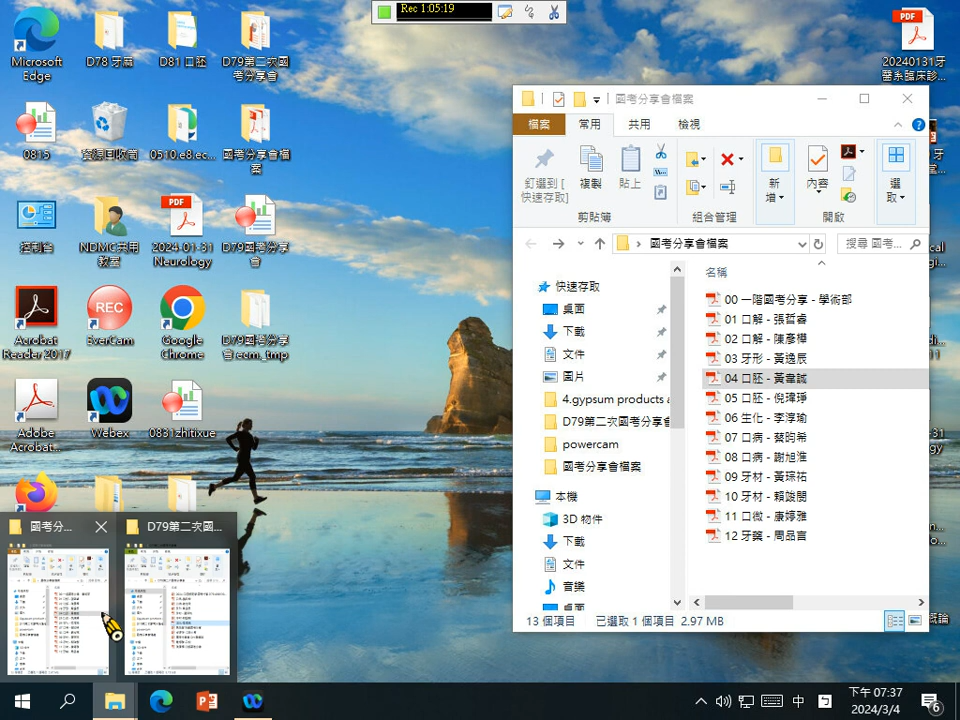 Rec 1:05:19
Microsoft Edge
D78 牙麻
D81 口胚
D79第二次國考分享會
0815
資源回收筒
0510.e8.ec...
國考分享會檔案
控制台
NDMC共用教室
2024-01-31 Neurology
D79國考分享會
Acrobat Reader 2017
EverCam
Google Chrome
D79國考分享會.ecm_tmp
Adobe Acrobat...
Webex
0831zhitixue
PDF
20240131牙醫系臨床診...
國考分享會檔案
檔案 常用 共用 檢視
釘選到 [快速存取]
複製
貼上
剪貼簿
組合管理
新增
內容
開啟
選取
國考分享會檔案
搜尋 國考...
快速存取
桌面
下載
文件
圖片
4.gypsum products a
D79第二次國考分享會
powercam
國考分享會檔案
本機
3D 物件
下載
文件
音樂
桌面
名稱
00 一階國考分享 - 學術部
01 口解 - 張哲睿
02 口解 - 陳彥樺
03 牙形 - 黃逸辰
04 口胚 - 黃韋誠
05 口胚 - 倪瑋琤
06 生化 - 李淳瑜
07 口病 - 蔡昀希
08 口病 - 謝旭淮
09 牙材 - 黃琮祐
10 牙材 - 賴設閎
11 口微 - 康婷雅
12 牙藥 - 周品言
13 個項目 已選取 1 個項目 2.97 MB
國考分...
D79第二次國...
中
下午 07:37
2024/3/4
6